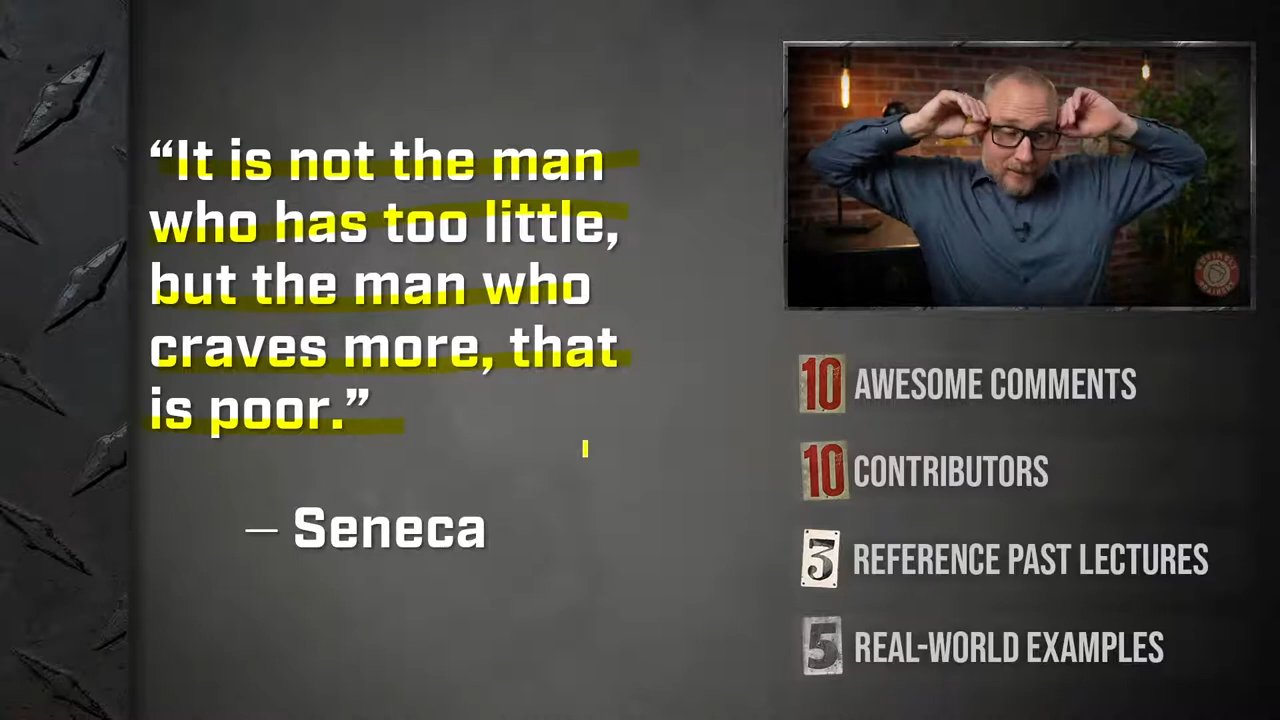 “It is not the man
who has too little,
but the man who
craves more, that
is poor.”
— Seneca
10 AWESOME COMMENTS
10 CONTRIBUTORS
3 REFERENCE PAST LECTURES
5 REAL-WORLD EXAMPLES